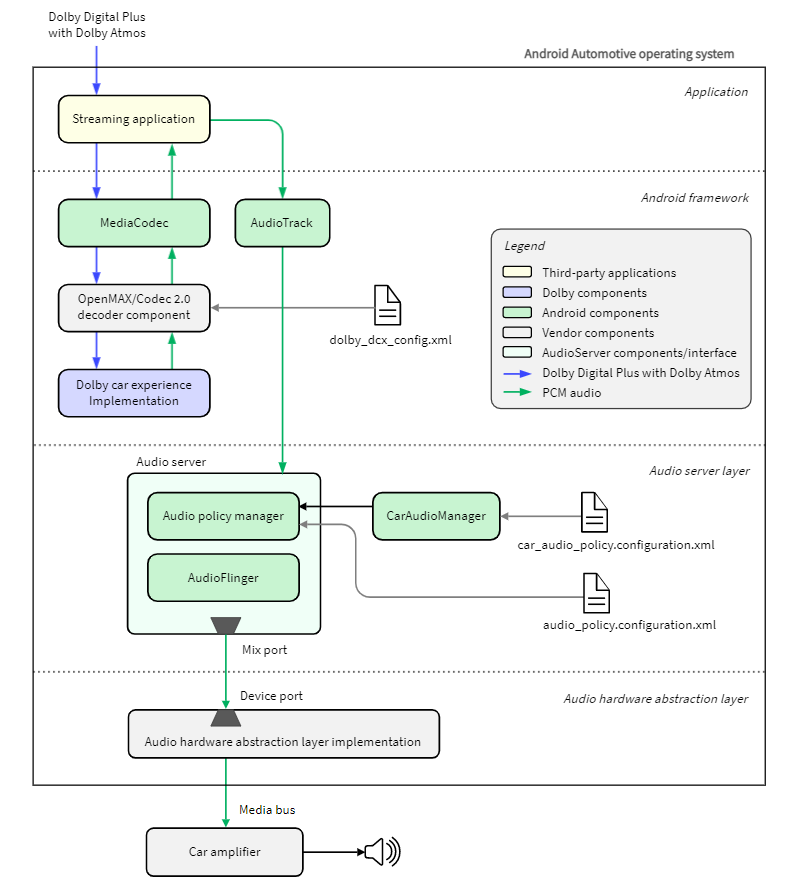 Dolby Digital Plus
with Dolby Atmos
Android Automotive operating system
Application
Streaming application
Android framework
MediaCodec
AudioTrack
Legend
Third-party applications
Dolby components
Android components
Vendor components
AudioServer components/interface
Dolby Digital Plus with Dolby Atmos
PCM audio
OpenMAX/Codec 2.0
decoder component
dolby_dcx_config.xml
Dolby car experience
Implementation
Audio server
Audio server layer
Audio policy manager
CarAudioManager
car_audio_policy.configuration.xml
AudioFlinger
audio_policy.configuration.xml
Mix port
Device port
Audio hardware abstraction layer
Audio hardware abstraction layer implementation
Media bus
Car amplifier